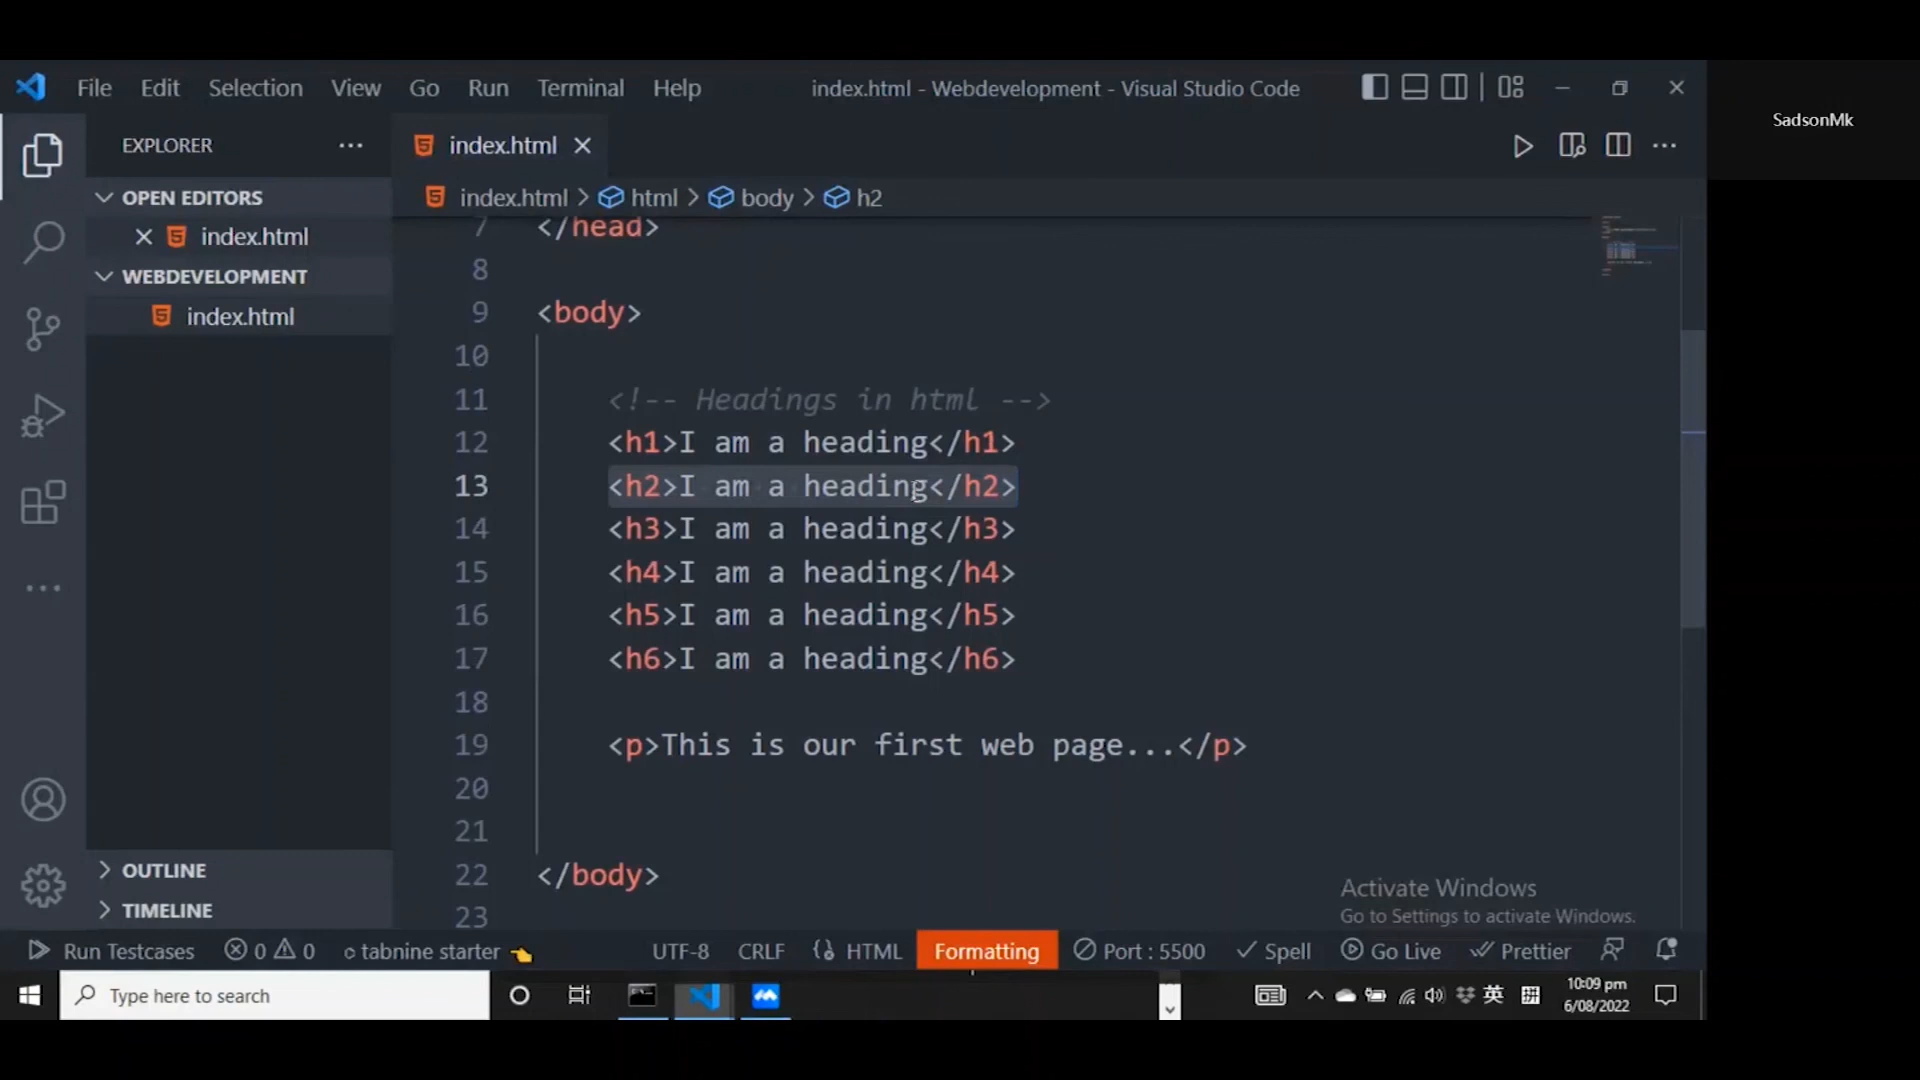 File Edit Selection View Go Run Terminal Help index.html - Webdevelopment - Visual Studio Code
SadsonMk
EXPLORER
index.html
OPEN EDITORS
index.html
WEBDEVELOPMENT
index.html
index.html > html > body > h2
7 </head>
8
9 <body>
10
11 <!-- Headings in html -->
12 <h1>I am a heading</h1>
13 <h2>I am a heading</h2>
14 <h3>I am a heading</h3>
15 <h4>I am a heading</h4>
16 <h5>I am a heading</h5>
17 <h6>I am a heading</h6>
18
19 <p>This is our first web page...</p>
20
21
22 </body>
23
OUTLINE
TIMELINE
Activate Windows
Go to Settings to activate Windows.
Run Testcases 0 0 tabnine starter UTF-8 CRLF HTML Formatting Port : 5500 Spell Go Live Prettier
Type here to search
英
10:09 pm
6/08/2022